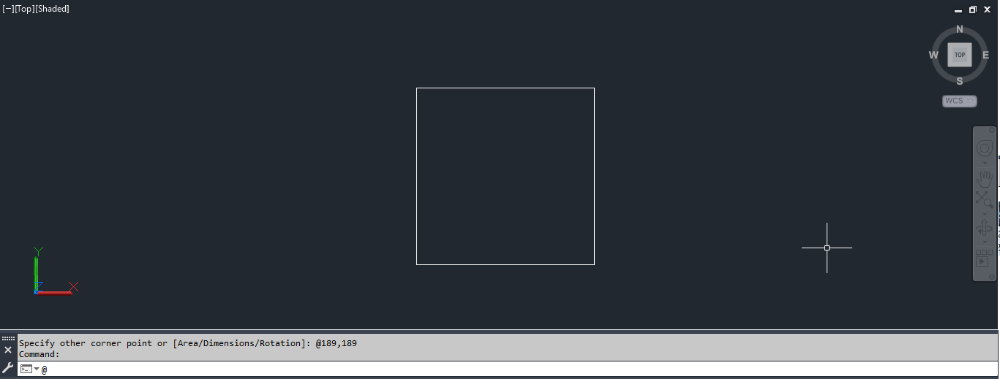 [−][Top][Shaded]
N
W TOP E
S
WCS
Y
X
Specify other corner point or [Area/Dimensions/Rotation]: @189,189
Command:
@